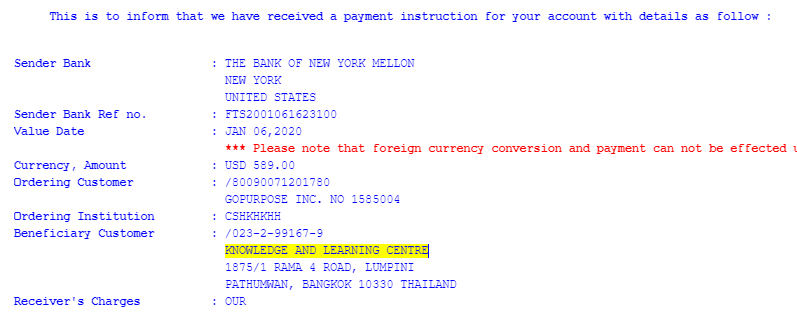 This is to inform that we have received a payment instruction for your account with details as follow :
Sender Bank : THE BANK OF NEW YORK MELLON
NEW YORK
UNITED STATES
Sender Bank Ref no. : FTS2001061623100
Value Date : JAN 06,2020
*** Please note that foreign currency conversion and payment can not be effected
Currency, Amount : USD 589.00
Ordering Customer : /80090071201780
GOPURPOSE INC. NO 1585004
Ordering Institution : CSHKHKHH
Beneficiary Customer : /023-2-99167-9
KNOWLEDGE AND LEARNING CENTRE
1875/1 RAMA 4 ROAD, LUMPINI
PATHUMWAN, BANGKOK 10330 THAILAND
Receiver's Charges : OUR